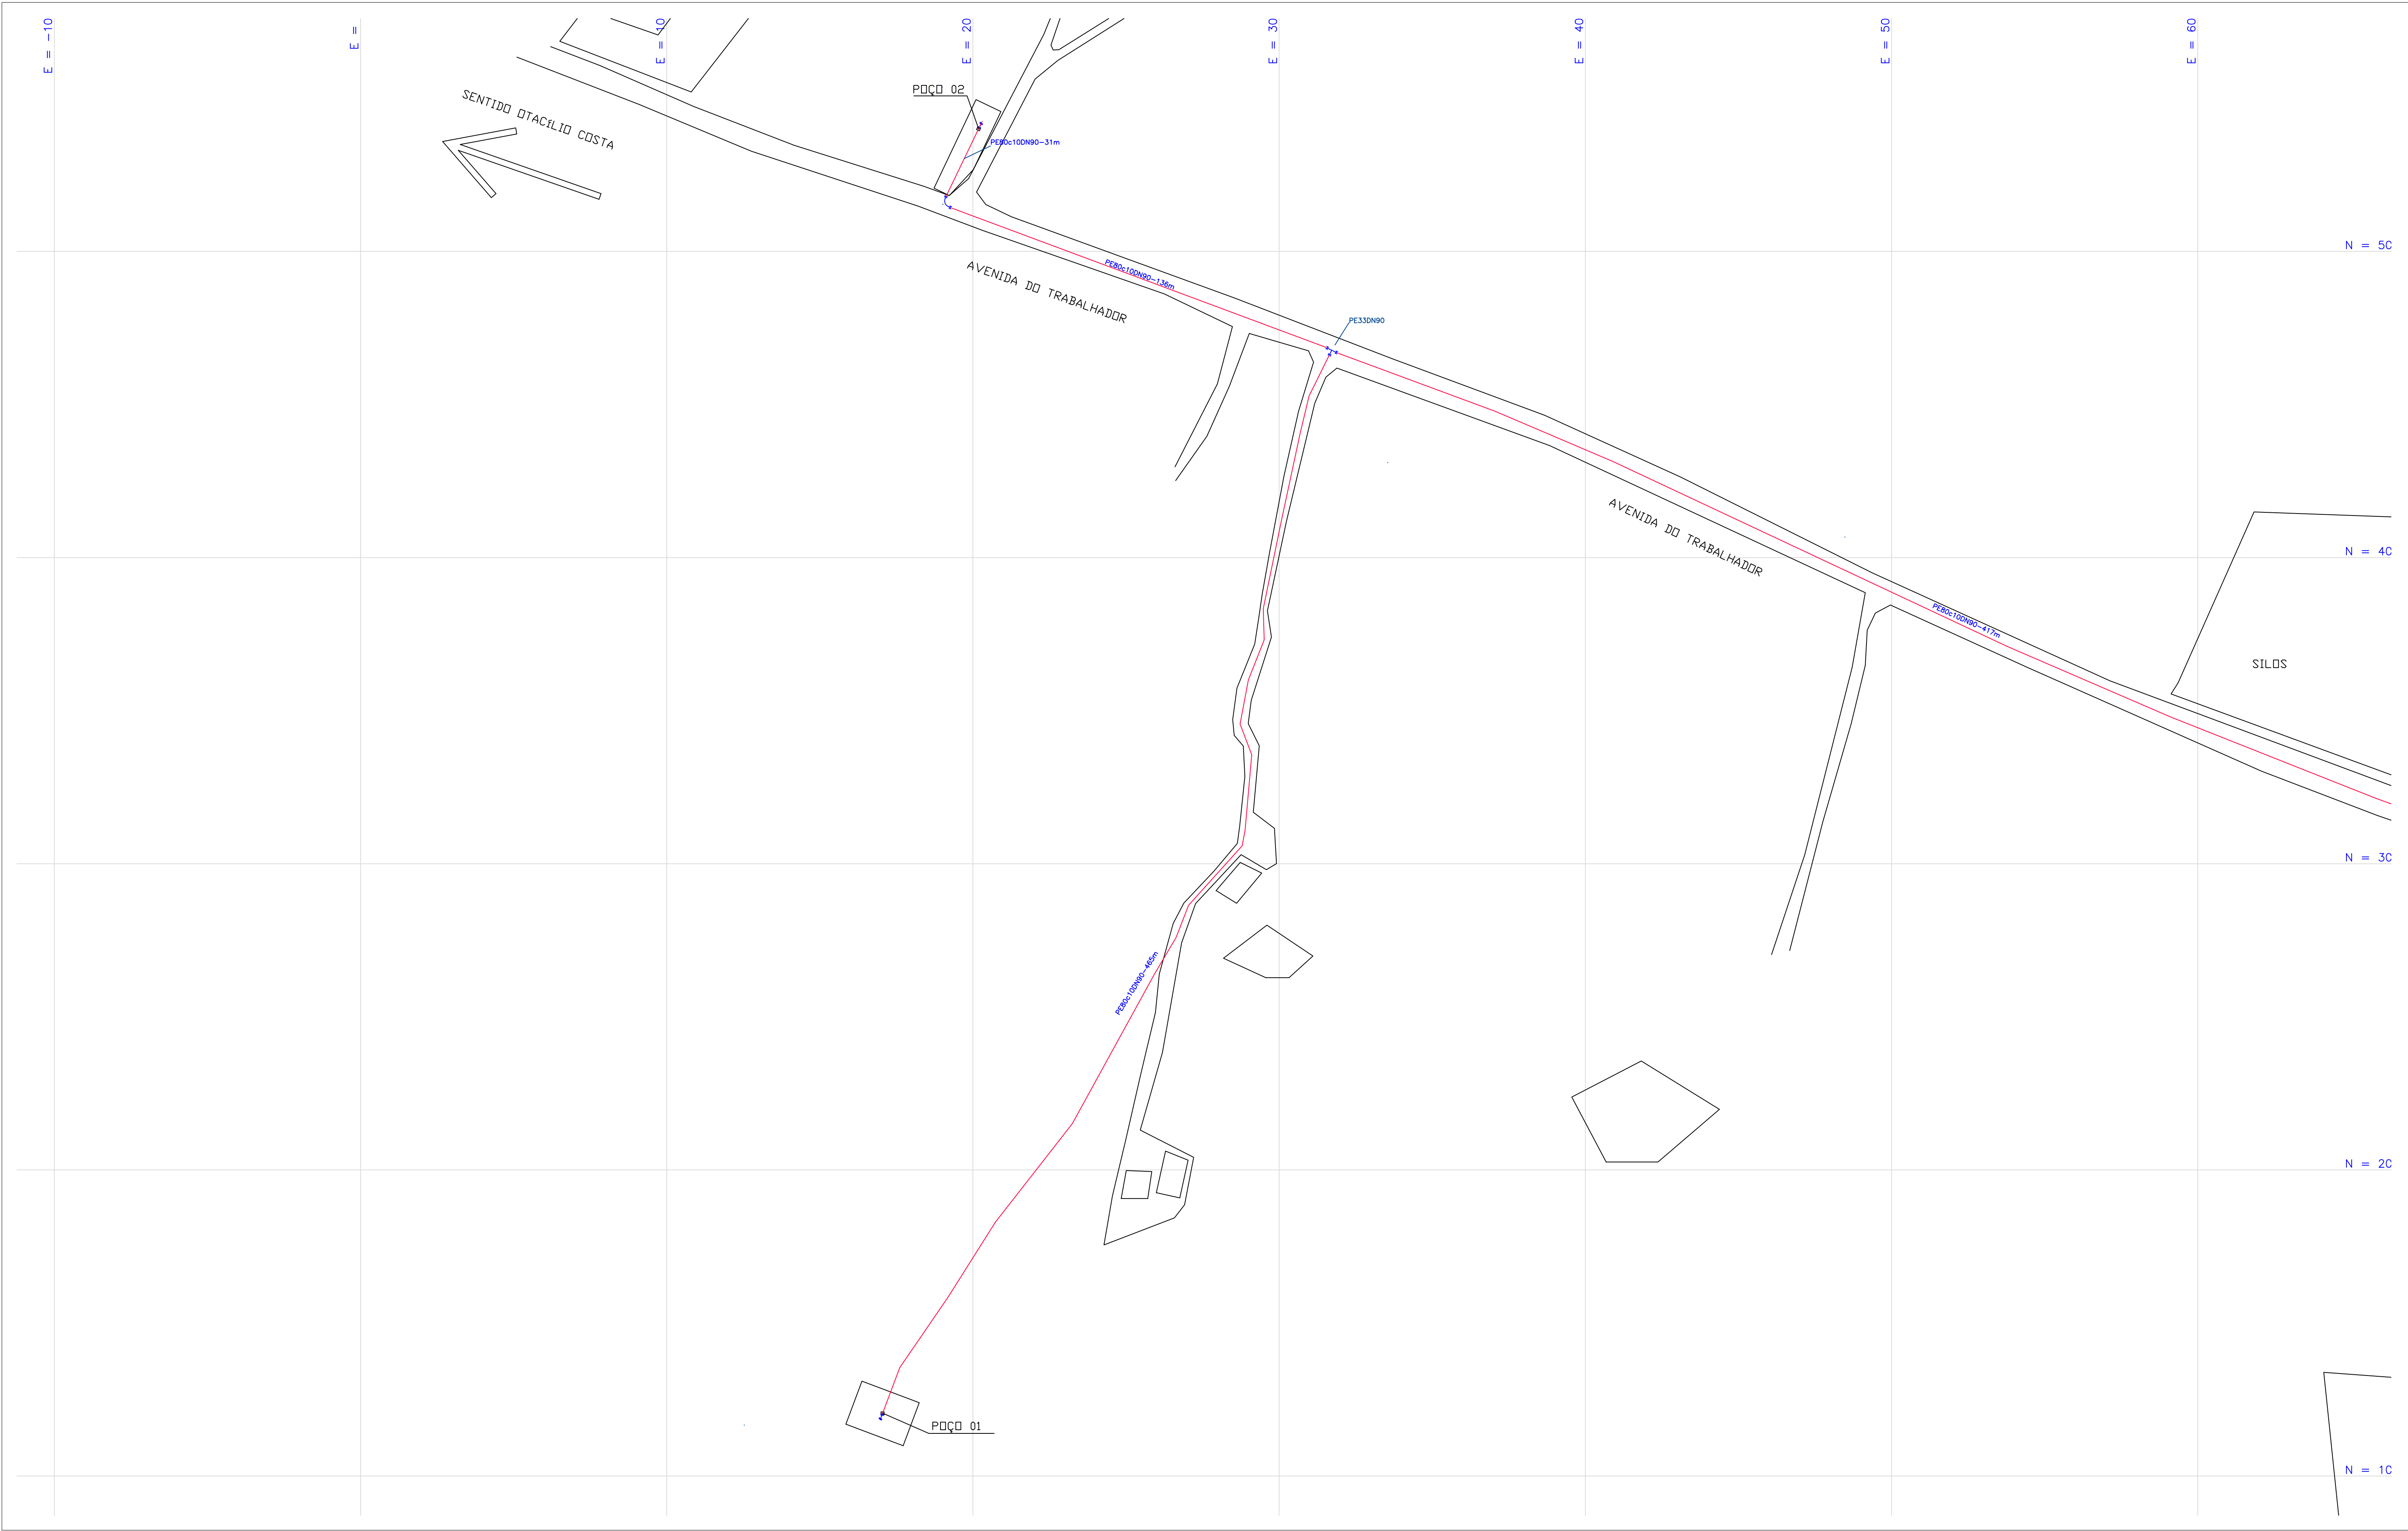 E = -10
E =
E = 10
E = 20
E = 30
E = 40
E = 50
E = 60
POÇO 02
SENTIDO OTACÍLIO COSTA
PE80c10DN90-31m
N = 50
AVENIDA DO TRABALHADOR
PE80c10DN90-136m
PE33DN90
AVENIDA DO TRABALHADOR
N = 40
PE80c10DN90-417m
SILOS
N = 30
PE80c10DN90-465m
N = 20
POÇO 01
N = 10